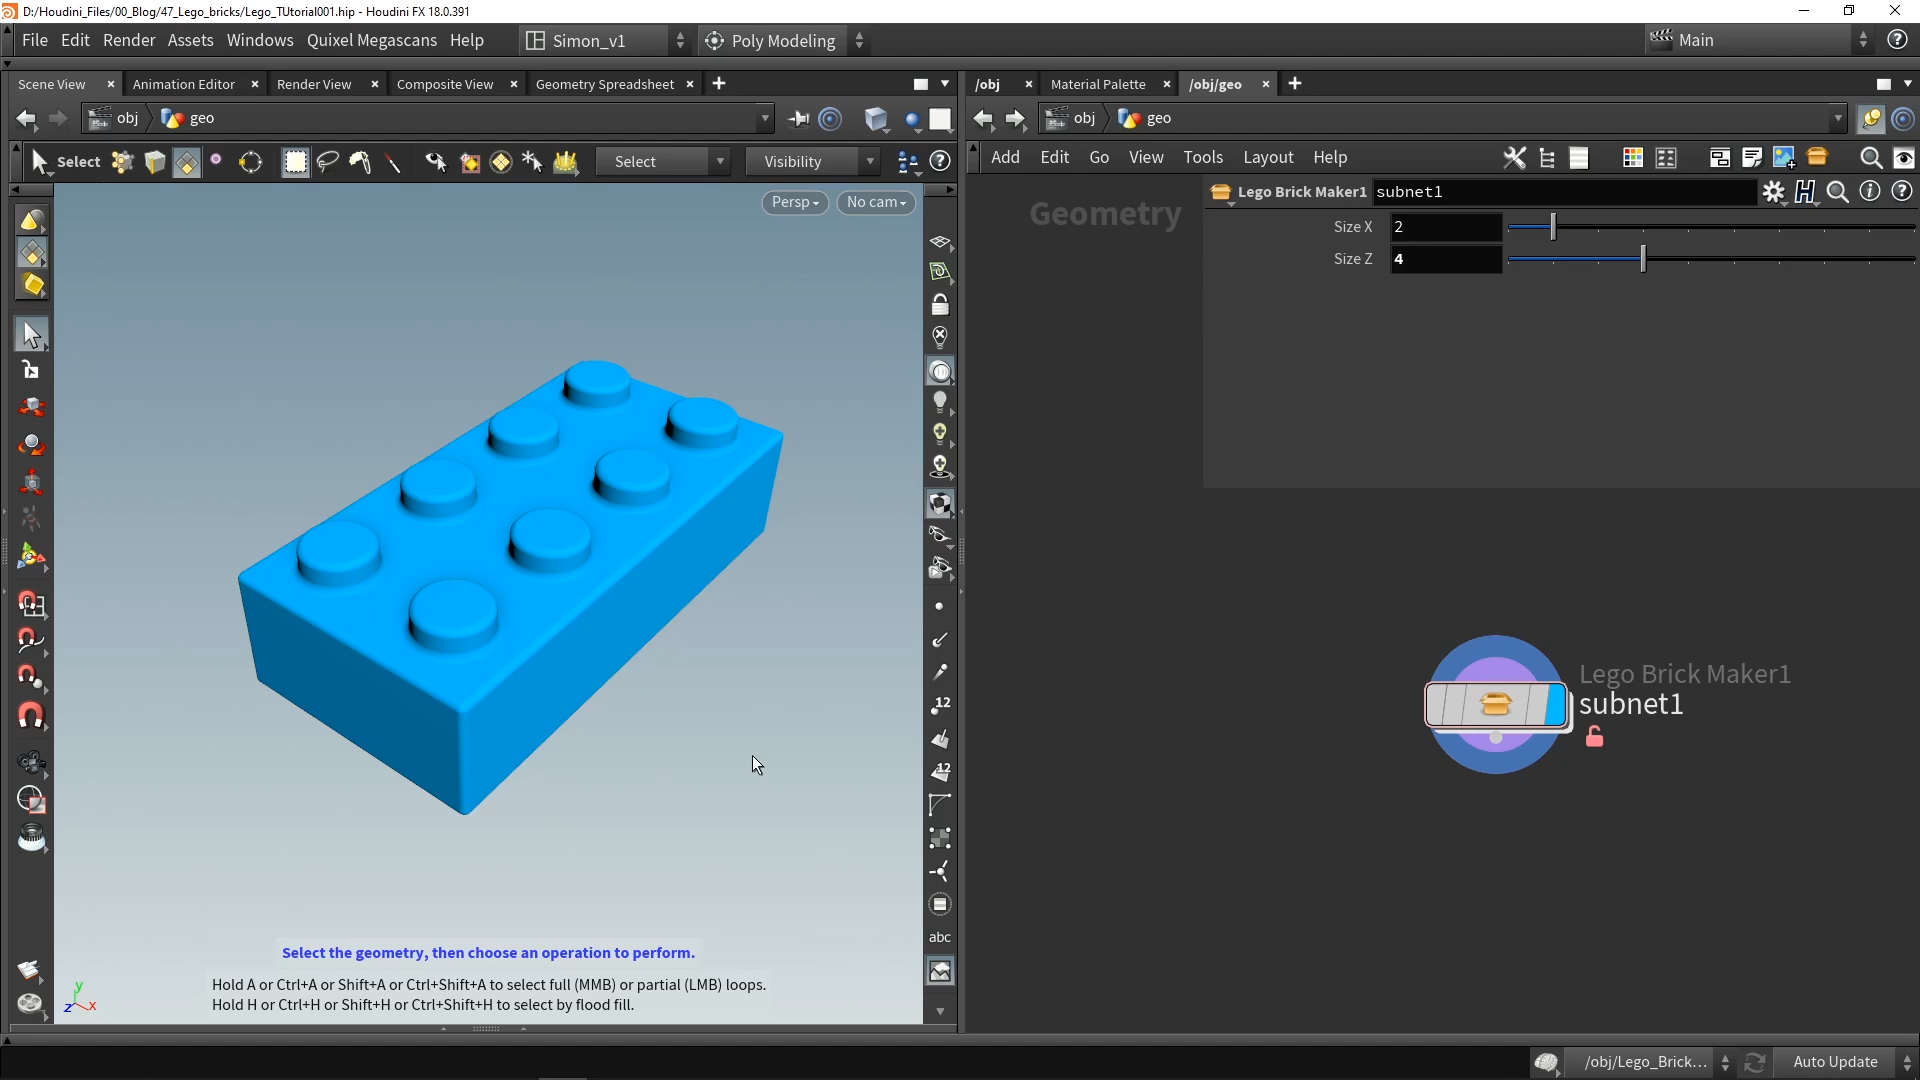 D:/Houdini_Files/00_Blog/47_Lego_bricks/Lego_TUtorial001.hip - Houdini FX 18.0.391
File Edit Render Assets Windows Quixel Megascans Help Simon_v1 Poly Modeling Main
Scene View Animation Editor Render View Composite View Geometry Spreadsheet
obj geo
Select Select Visibility
Persp No cam
12
12
abc
Select the geometry, then choose an operation to perform.
Hold A or Ctrl+A or Shift+A or Ctrl+Shift+A to select full (MMB) or partial (LMB) loops.
Hold H or Ctrl+H or Shift+H or Ctrl+Shift+H to select by flood fill.
y
z x
/obj Material Palette /obj/geo
obj geo
Add Edit Go View Tools Layout Help
Geometry
Lego Brick Maker1 subnet1
Size X 2
Size Z 4
Lego Brick Maker1
subnet1
/obj/Lego_Brick... Auto Update